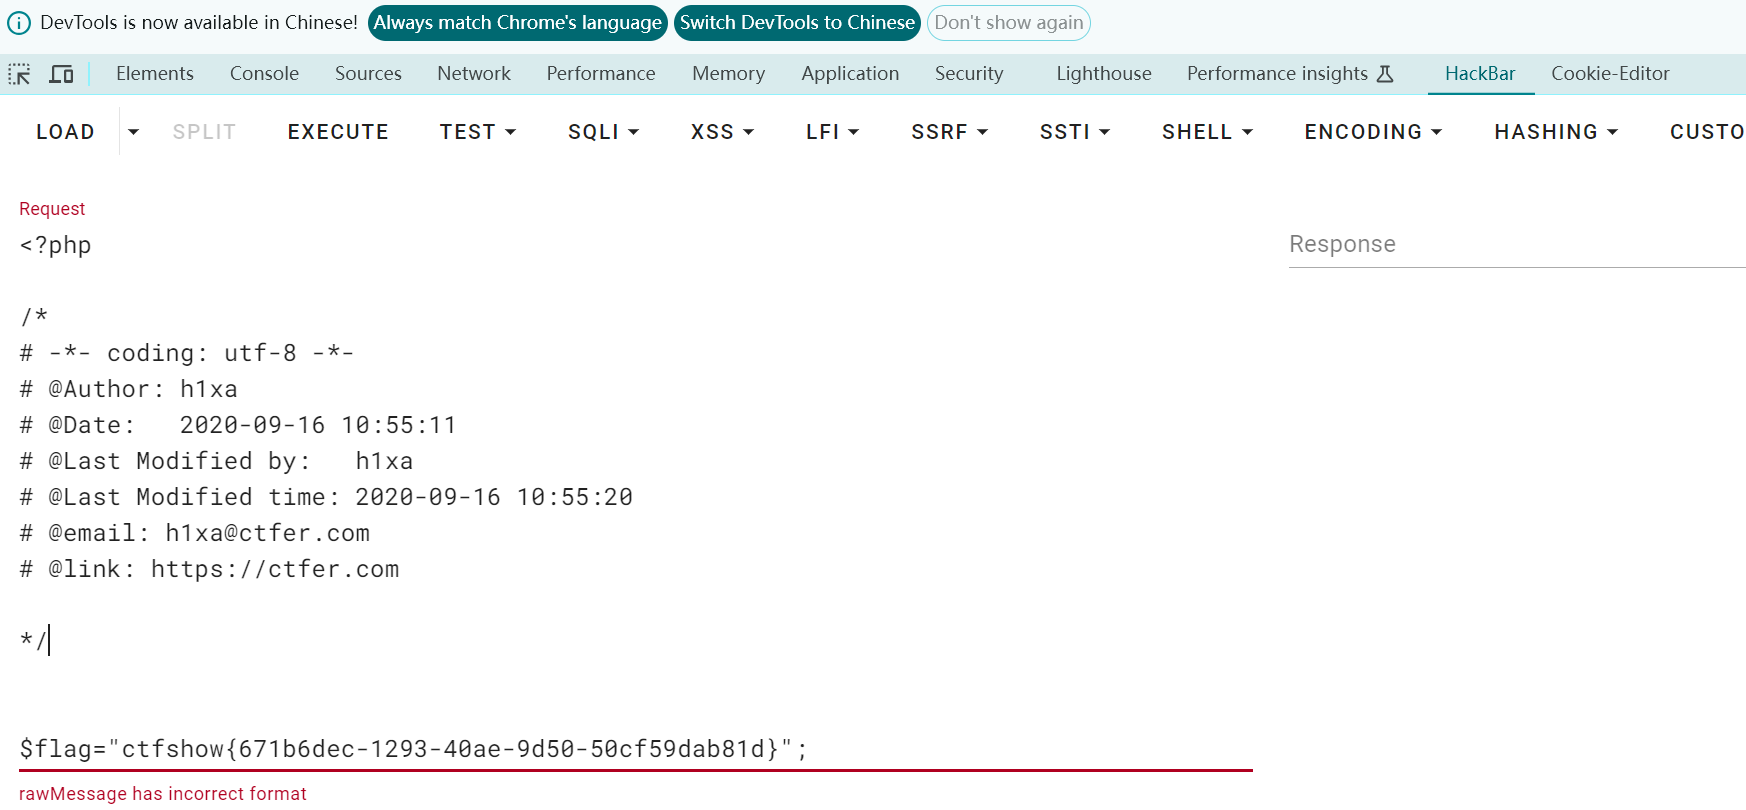 DevTools is now available in Chinese! Always match Chrome's language Switch DevTools to Chinese Don't show again
Elements Console Sources Network Performance Memory Application Security Lighthouse Performance insights HackBar Cookie-Editor
LOAD SPLIT EXECUTE TEST SQLI XSS LFI SSRF SSTI SHELL ENCODING HASHING CUSTO
Request
<?php
Response
/*
# -*- coding: utf-8 -*-
# @Author: h1xa
# @Date:   2020-09-16 10:55:11
# @Last Modified by:   h1xa
# @Last Modified time: 2020-09-16 10:55:20
# @email: h1xa@ctfer.com
# @link: https://ctfer.com
*/
$flag="ctfshow{671b6dec-1293-40ae-9d50-50cf59dab81d}";
rawMessage has incorrect format